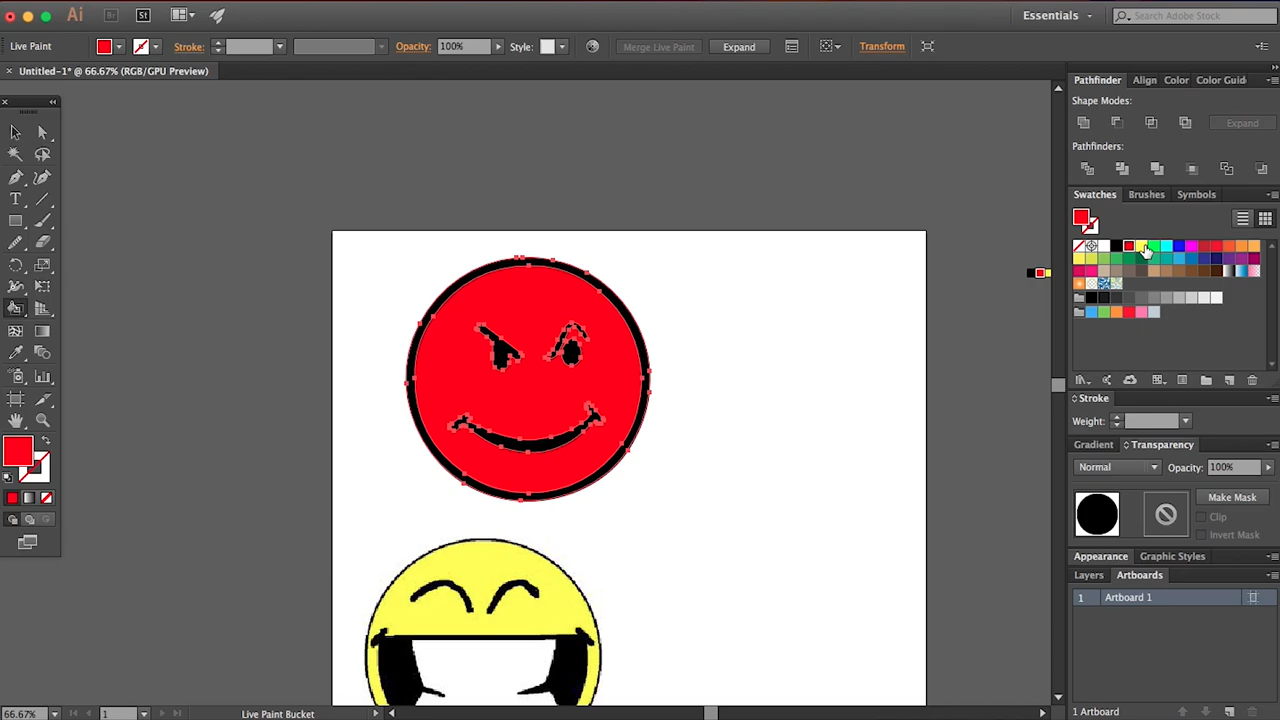 Ai Br St Essentials Search Adobe Stock
Live Paint Stroke: Opacity: 100% Style: Merge Live Paint Expand Transform
× Untitled-1* @ 66.67% (RGB/GPU Preview)
Pathfinder Align Color Color Guid
Shape Modes:
Expand
Pathfinders:
Swatches Brushes Symbols
Stroke
Weight:
Gradient Transparency
Normal Opacity: 100%
Make Mask
Clip
Invert Mask
Appearance Graphic Styles
Layers Artboards
1 Artboard 1
66.67% 1 Live Paint Bucket 1 Artboard